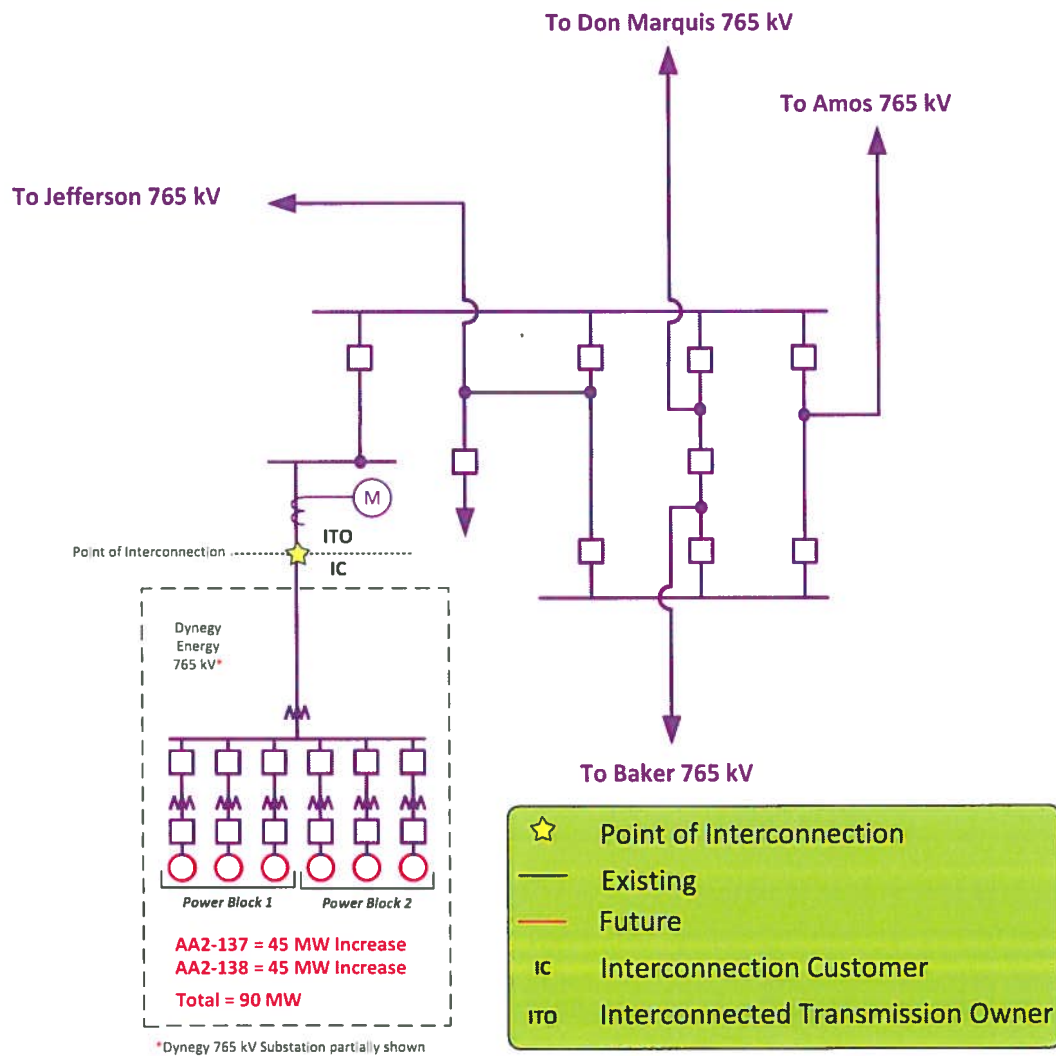 To Don Marquis 765 kV
To Amos 765 kV
To Jefferson 765 kV
M
ITO
Point of Interconnection
IC
Dynegy
Energy
765 kV*
To Baker 765 kV
Power Block 1
Power Block 2
AA2-137 = 45 MW Increase
AA2-138 = 45 MW Increase
Total = 90 MW
*Dynegy 765 kV Substation partially shown
Point of Interconnection
Existing
Future
IC Interconnection Customer
ITO Interconnected Transmission Owner